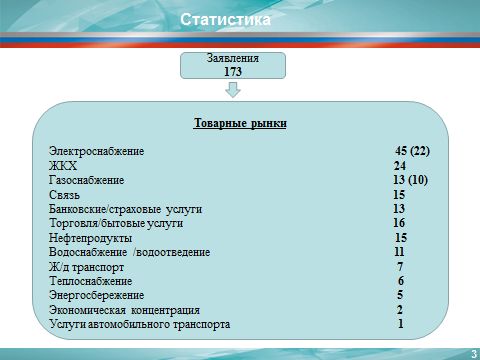 Статистика
Заявления
173
Товарные рынки
Электроснабжение 45 (22)
ЖКХ 24
Газоснабжение 13 (10)
Связь 15
Банковские/страховые услуги 13
Торговля/бытовые услуги 16
Нефтепродукты 15
Водоснабжение /водоотведение 11
Ж/д транспорт 7
Теплоснабжение 6
Энергосбережение 5
Экономическая концентрация 2
Услуги автомобильного транспорта 1
3